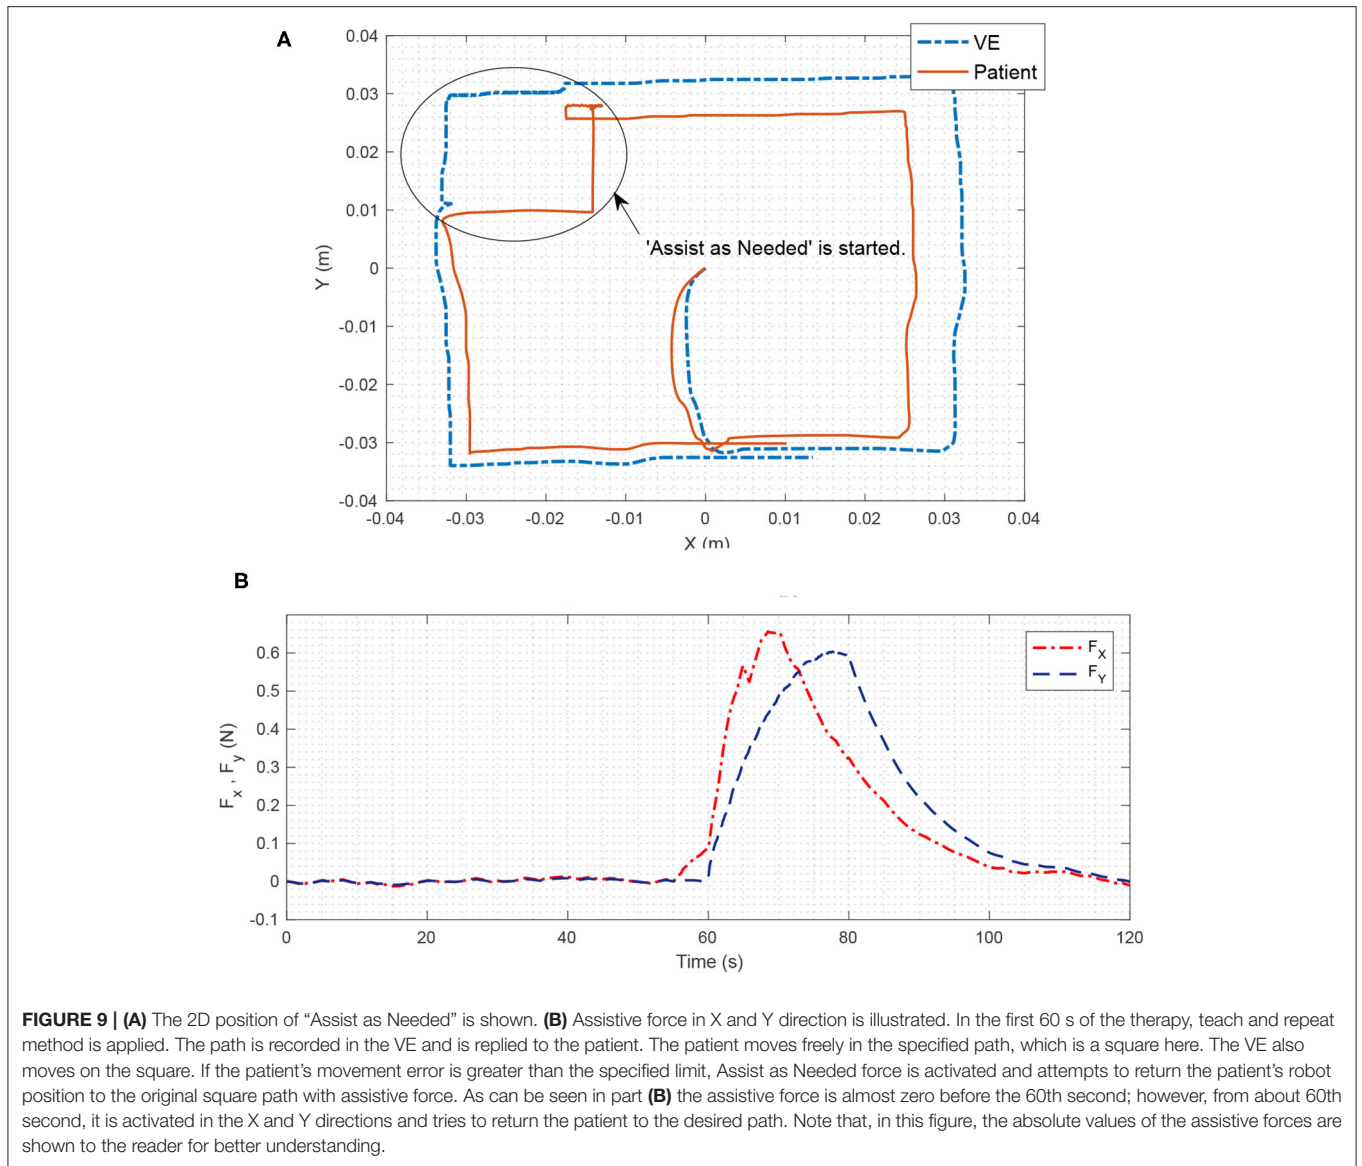 A
0.04
0.03
0.02
0.01
0
-0.01
-0.02
-0.03
-0.04
Y (m)
VE
Patient
'Assist as Needed' is started.
-0.04 -0.03 -0.02 -0.01 0 0.01 0.02 0.03 0.04
X (m)
B
0.6
0.5
0.4
0.3
0.2
0.1
0
-0.1
Fx , Fy (N)
FX
FY
0 20 40 60 80 100 120
Time (s)
FIGURE 9 | (A) The 2D position of “Assist as Needed” is shown. (B) Assistive force in X and Y direction is illustrated. In the first 60 s of the therapy, teach and repeat
method is applied. The path is recorded in the VE and is replied to the patient. The patient moves freely in the specified path, which is a square here. The VE also
moves on the square. If the patient’s movement error is greater than the specified limit, Assist as Needed force is activated and attempts to return the patient’s robot
position to the original square path with assistive force. As can be seen in part (B) the assistive force is almost zero before the 60th second; however, from about 60th
second, it is activated in the X and Y directions and tries to return the patient to the desired path. Note that, in this figure, the absolute values of the assistive forces are
shown to the reader for better understanding.